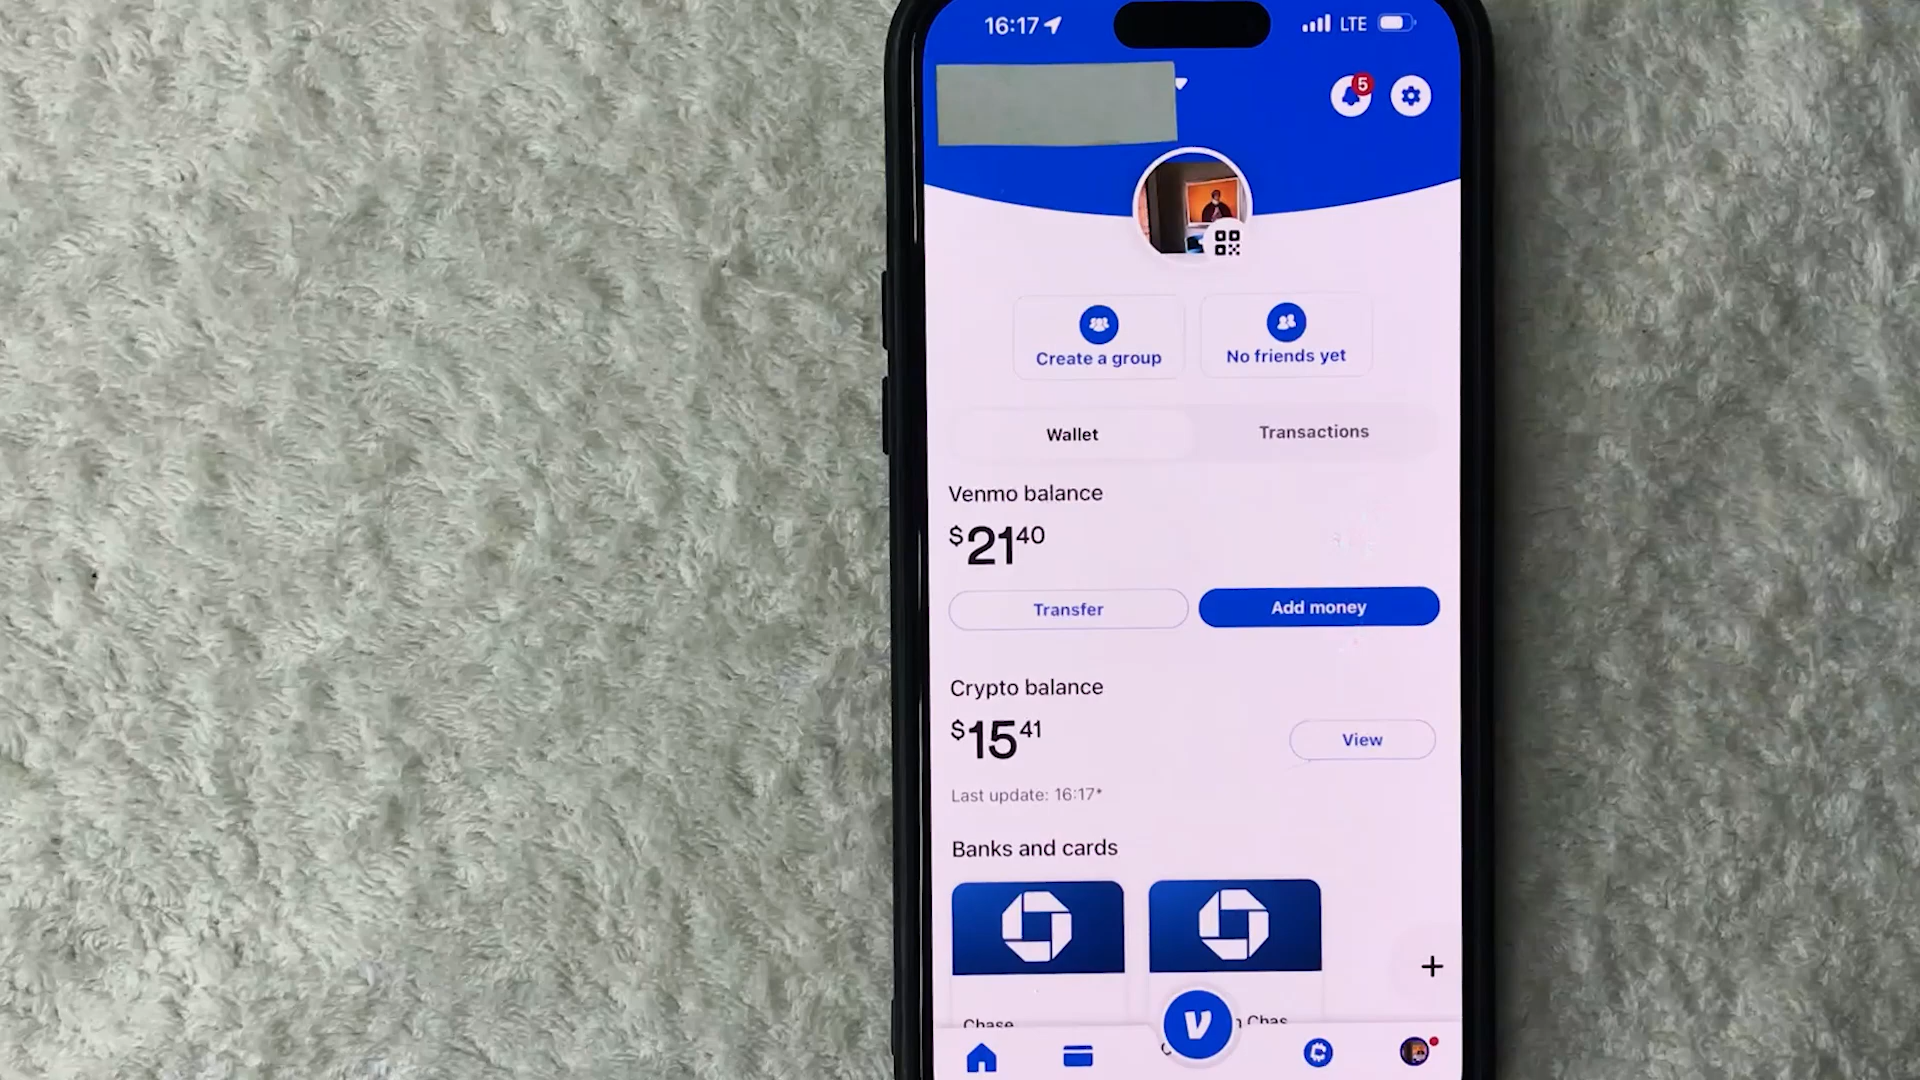 16:17
LTE
5
Create a group
No friends yet
Wallet
Transactions
Venmo balance
$21 40
Transfer
Add money
Crypto balance
$15 41
View
Last update: 16:17*
Banks and cards
Chase
Chas